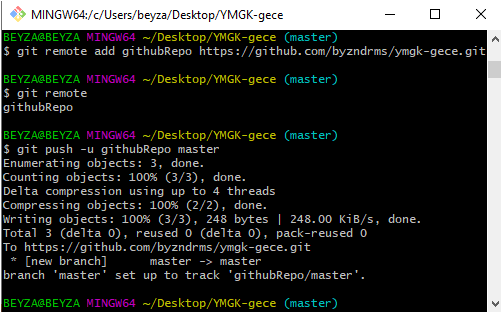 MINGW64:/c/Users/beyza/Desktop/YMGK-gece
BEYZA@BEYZA MINGW64 ~/Desktop/YMGK-gece (master)
$ git remote add githubRepo https://github.com/byzndrms/ymgk-gece.git
BEYZA@BEYZA MINGW64 ~/Desktop/YMGK-gece (master)
$ git remote
githubRepo
BEYZA@BEYZA MINGW64 ~/Desktop/YMGK-gece (master)
$ git push -u githubRepo master
Enumerating objects: 3, done.
Counting objects: 100% (3/3), done.
Delta compression using up to 4 threads
Compressing objects: 100% (2/2), done.
Writing objects: 100% (3/3), 248 bytes | 248.00 KiB/s, done.
Total 3 (delta 0), reused 0 (delta 0), pack-reused 0
To https://github.com/byzndrms/ymgk-gece.git
 * [new branch]      master -> master
branch 'master' set up to track 'githubRepo/master'.
BEYZA@BEYZA MINGW64 ~/Desktop/YMGK-gece (master)